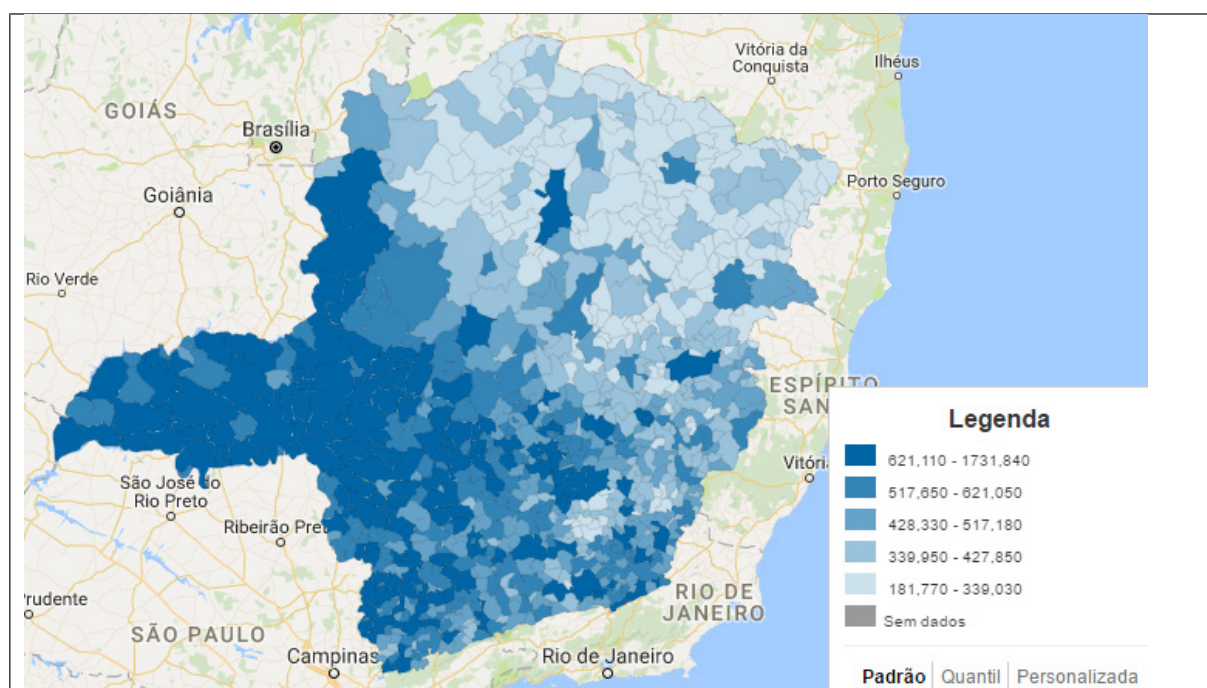 Vitória da
Conquista
Ilhéus
GOIÁS
Brasília
Goiânia
Porto Seguro
Rio Verde
ESPÍRITO
SAN
Legenda
621,110 - 1731,840
517,650 - 621,050
428,330 - 517,180
339,950 - 427,850
181,770 - 339,030
Sem dados
Vitória
São José do
Rio Preto
Ribeirão Pret
Prudente
RIO DE
JANEIRO
SÃO PAULO
Campinas
Rio de Janeiro
Padrão | Quantil | Personalizada